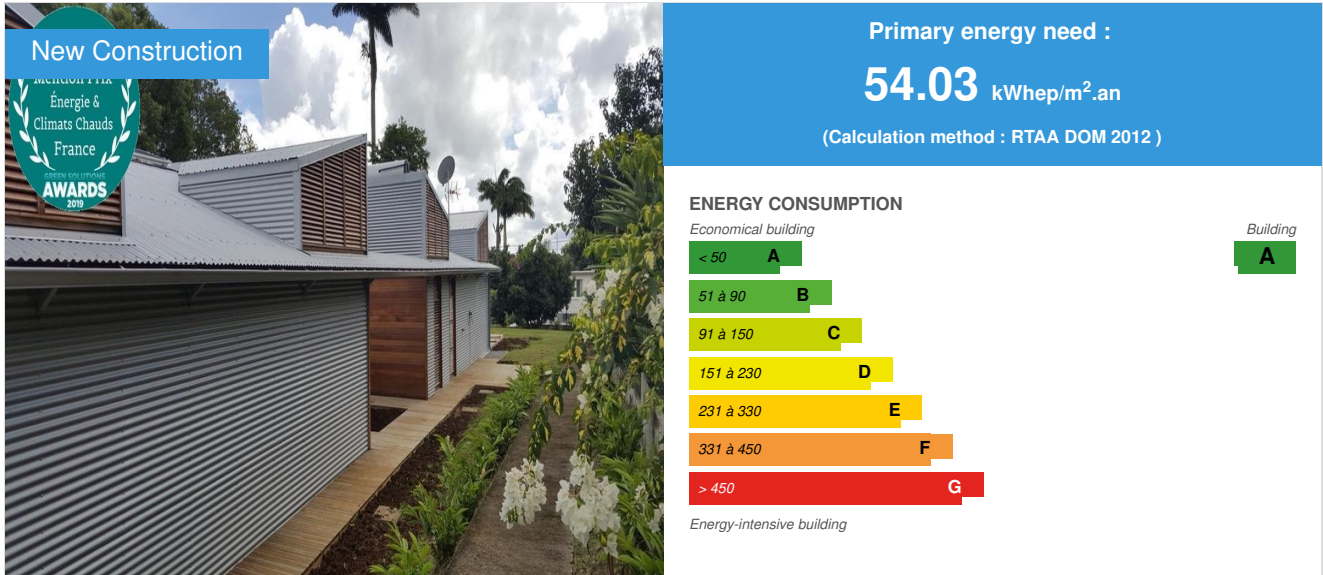 New Construction
Mention Prix
Énergie &
Climats Chauds
France
GREEN SOLUTIONS
AWARDS
2019
Primary energy need :
54.03 kWhep/m².an
(Calculation method : RTAA DOM 2012 )
ENERGY CONSUMPTION
Economical building
Building
< 50 A
A
51 à 90 B
91 à 150 C
151 à 230 D
231 à 330 E
331 à 450 F
> 450 G
Energy-intensive building